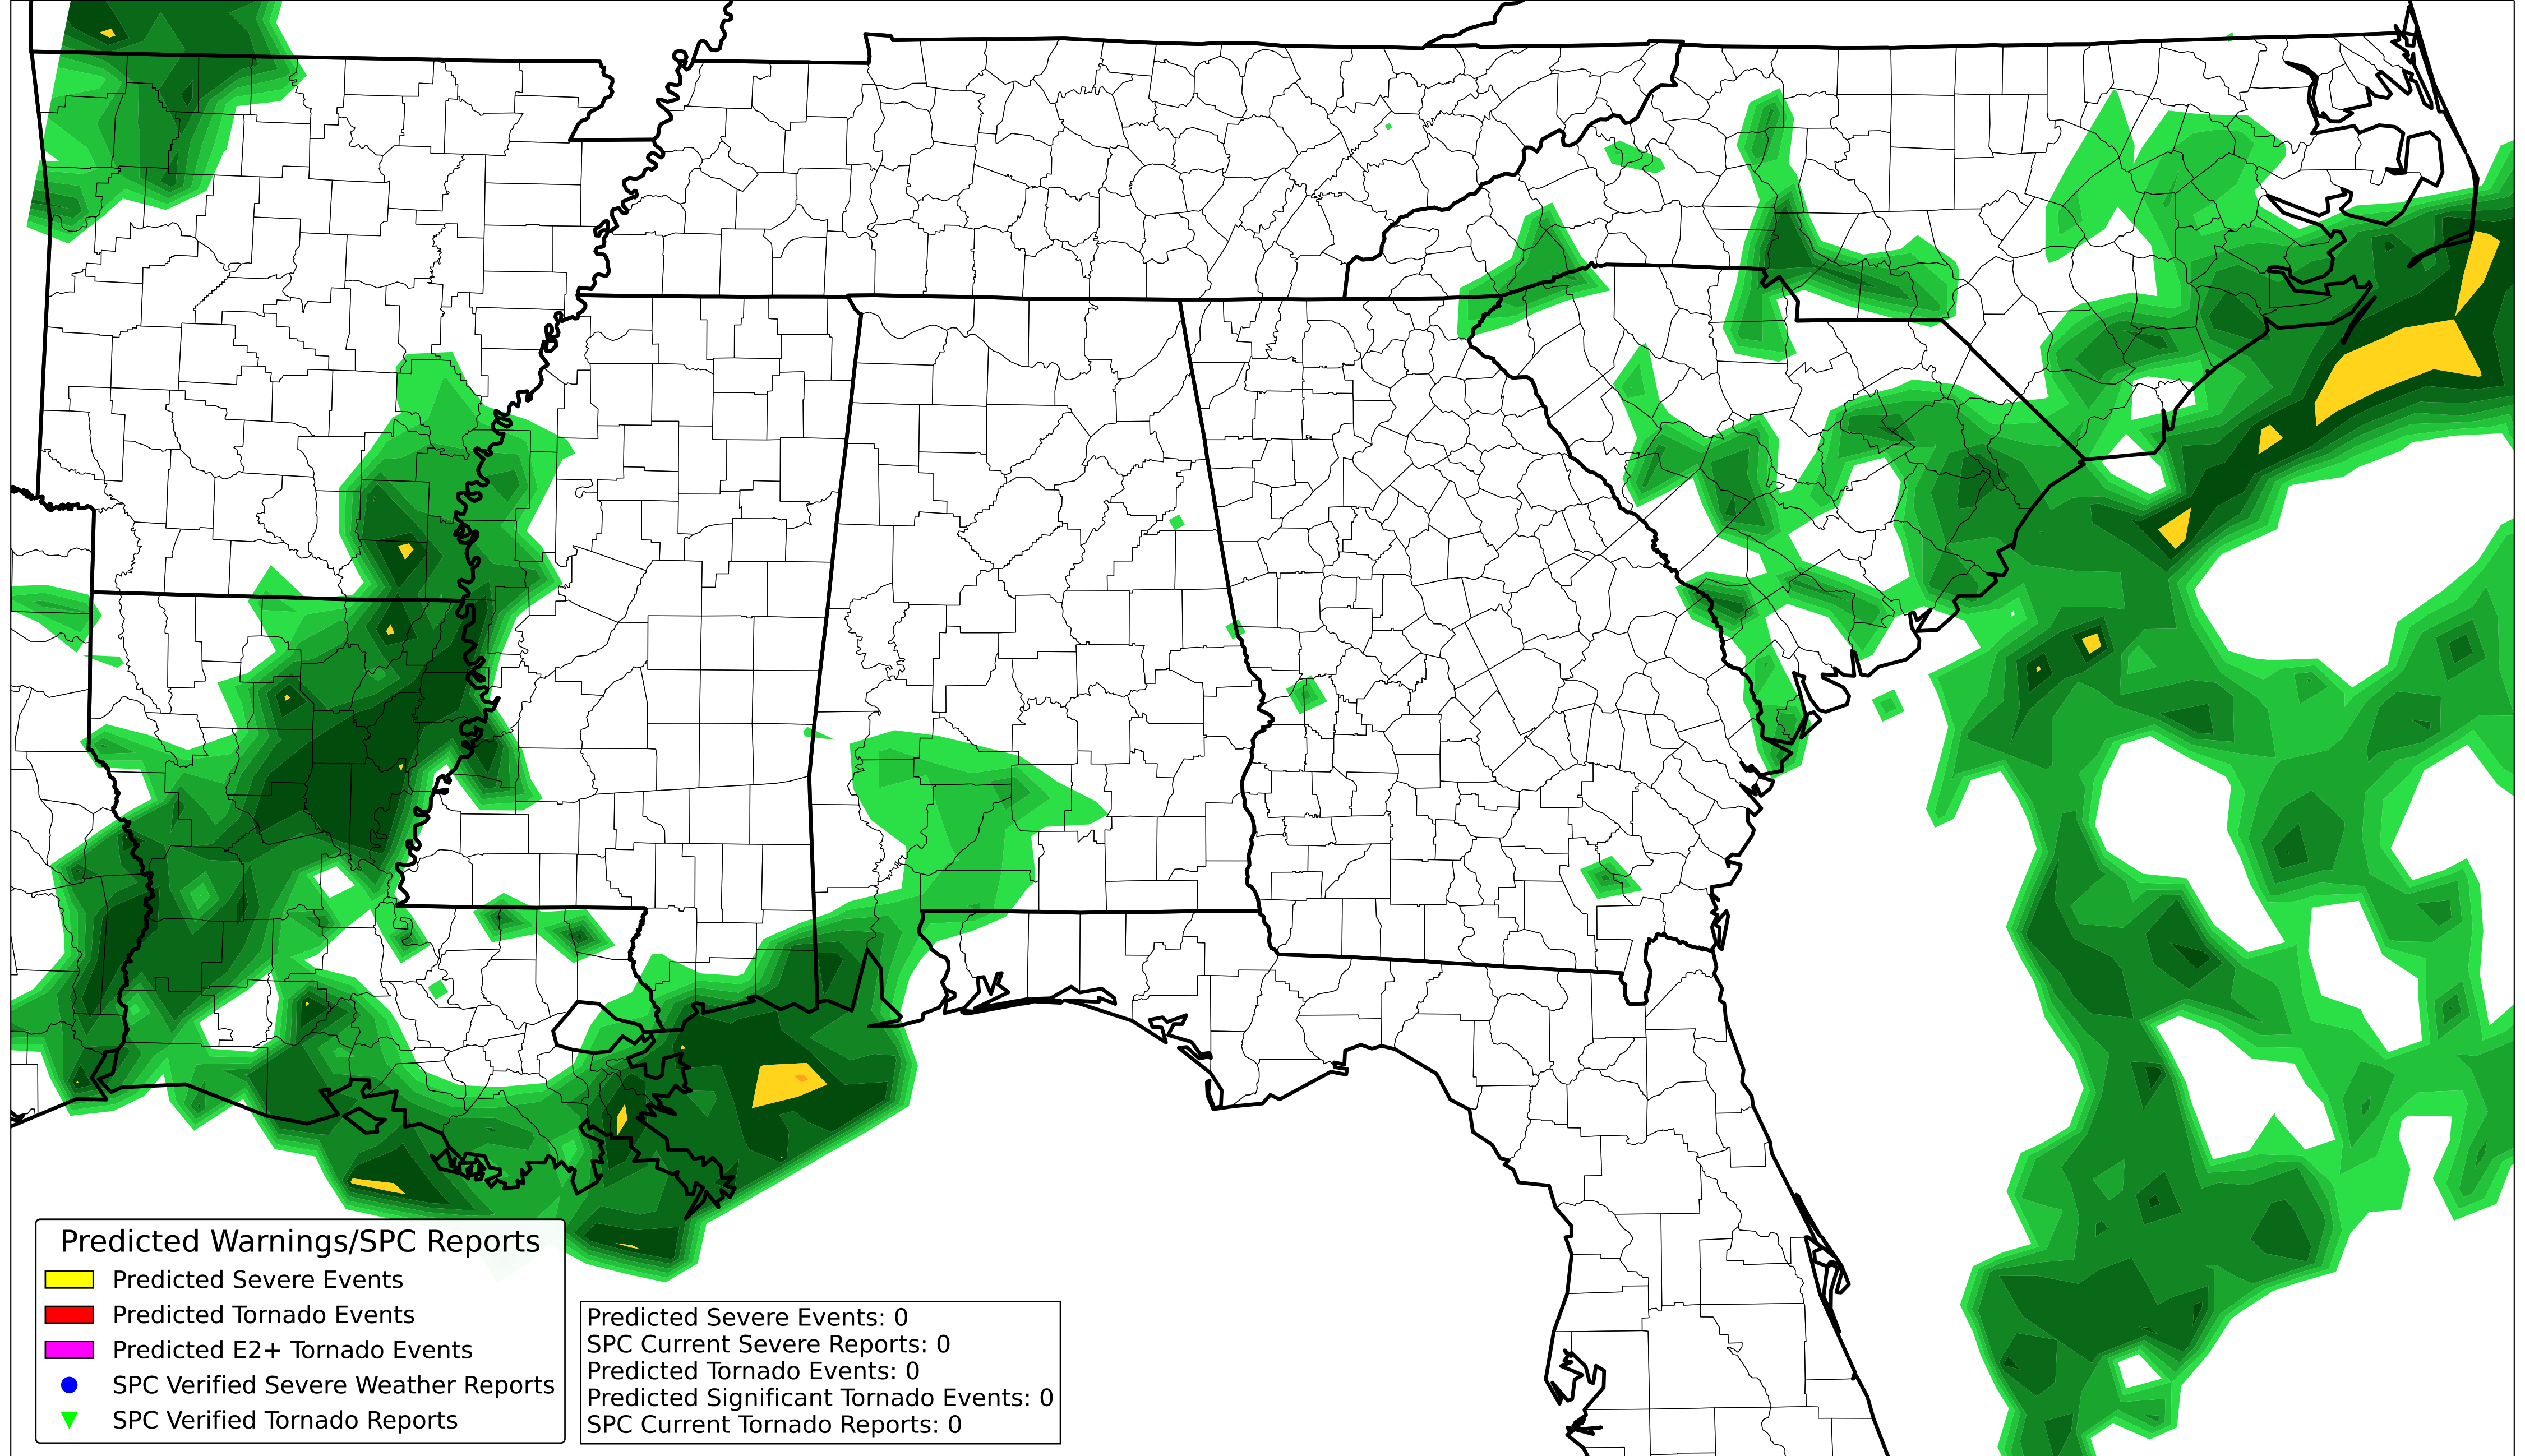 Predicted Warnings/SPC Reports
Predicted Severe Events
Predicted Tornado Events
Predicted E2+ Tornado Events
SPC Verified Severe Weather Reports
SPC Verified Tornado Reports
Predicted Severe Events: 0
SPC Current Severe Reports: 0
Predicted Tornado Events: 0
Predicted Significant Tornado Events: 0
SPC Current Tornado Reports: 0